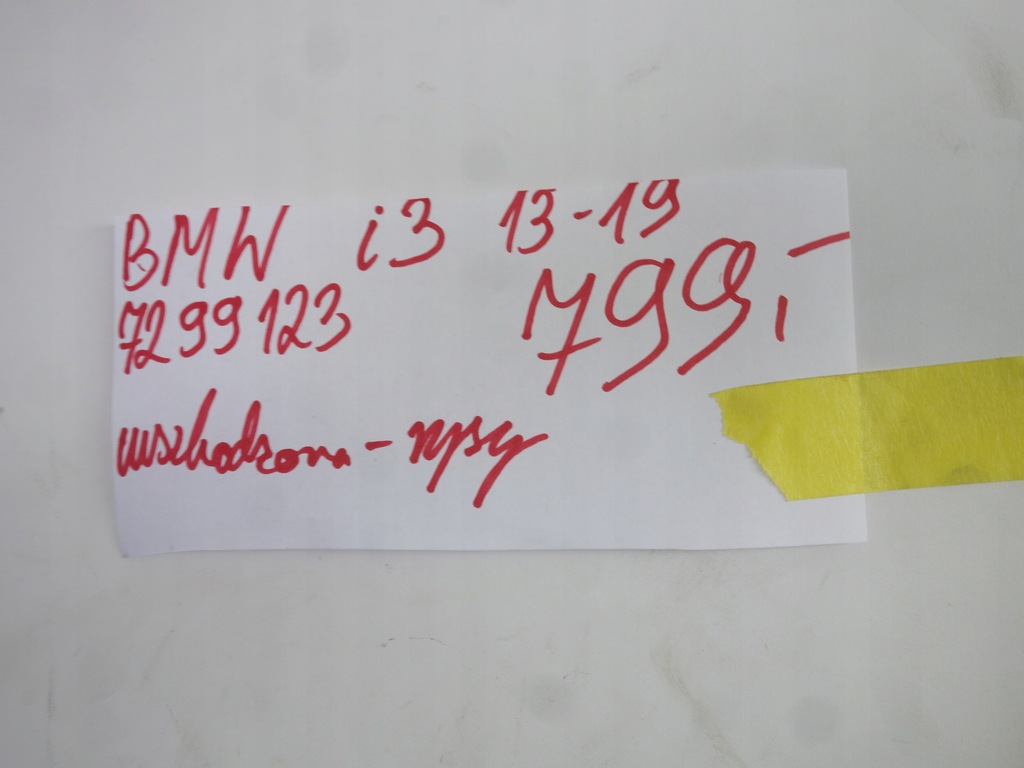 BMW i3 13-19
7299123 799,-
uszkodzona - rysy